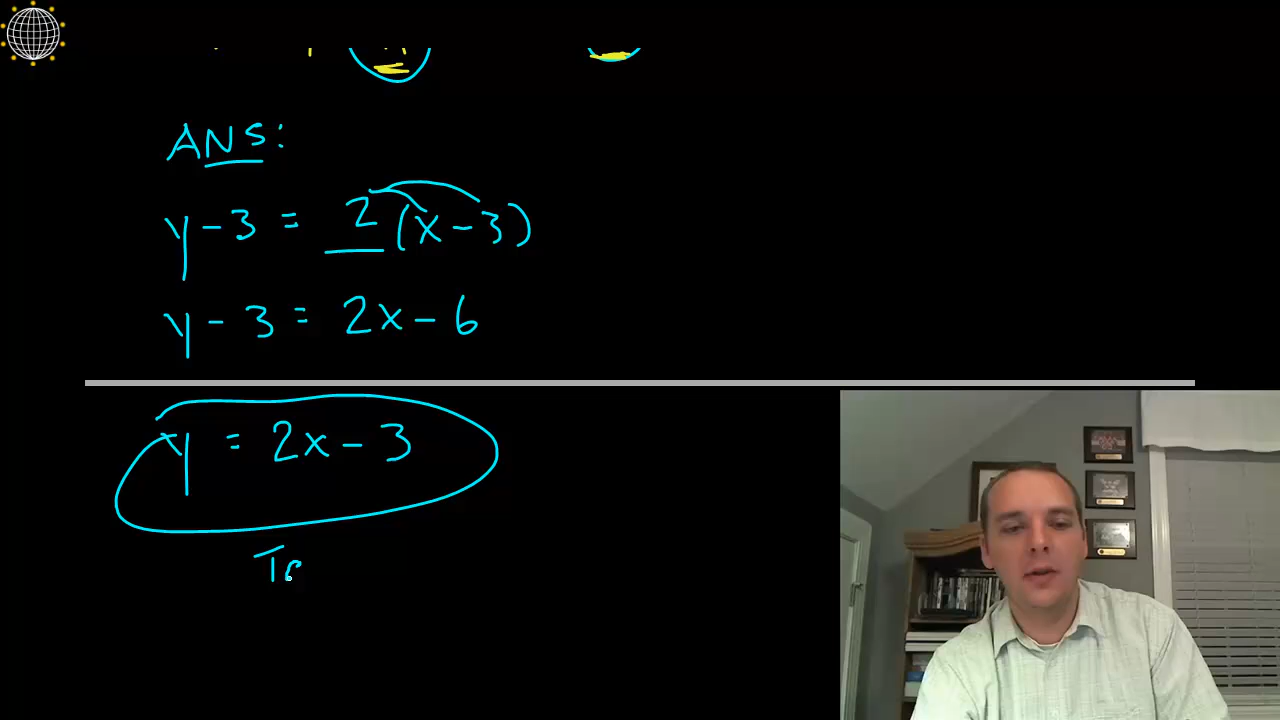 ANS:
y - 3 = 2 (x - 3)
y - 3 = 2x - 6
y = 2x - 3